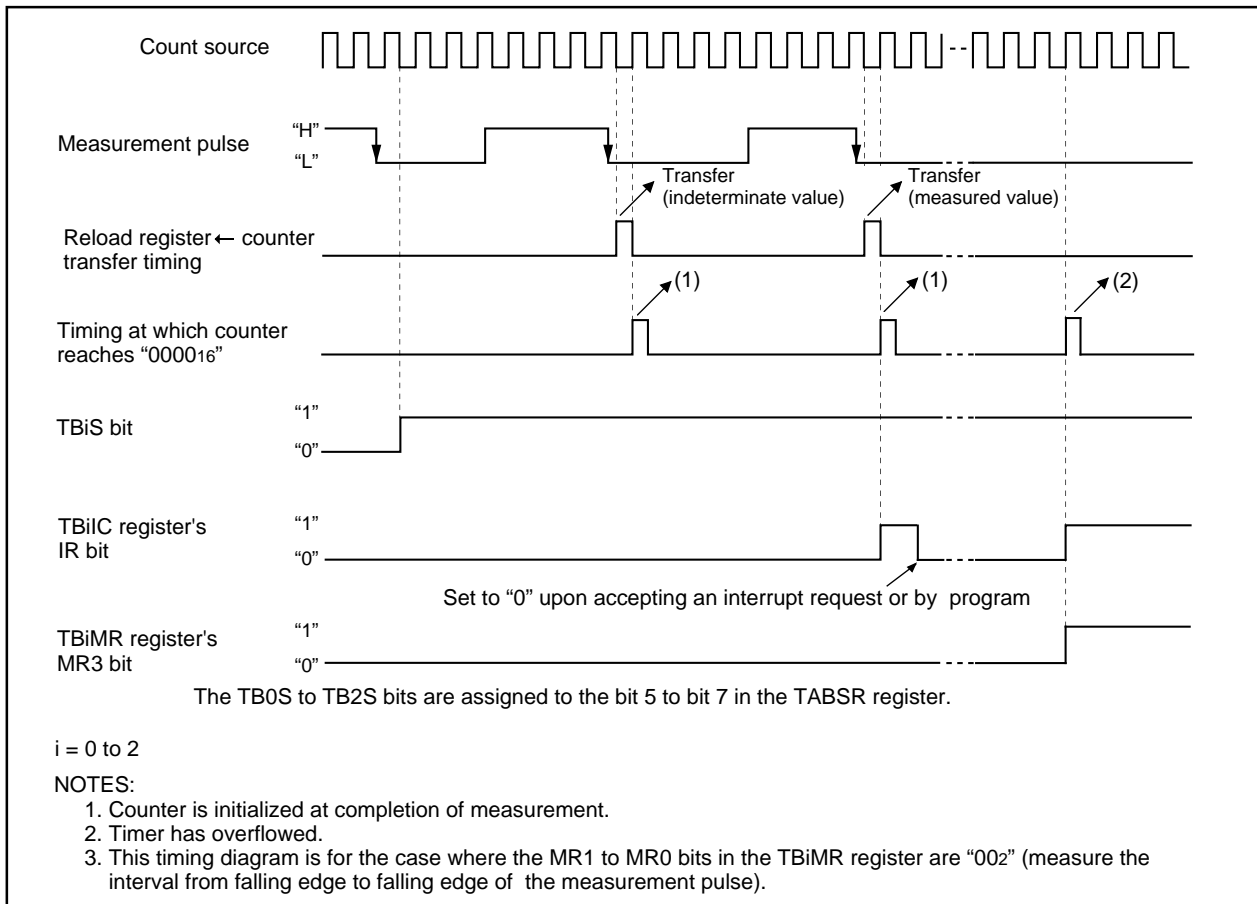 Count source
Measurement pulse
“H”
“L”
Transfer
(indeterminate value)
Transfer
(measured value)
Reload register ← counter
transfer timing
(1)
(1)
(2)
Timing at which counter
reaches “000016”
TBiS bit
“1”
“0”
TBiIC register's
IR bit
“1”
“0”
Set to “0” upon accepting an interrupt request or by program
TBiMR register's
MR3 bit
“1”
“0”
The TB0S to TB2S bits are assigned to the bit 5 to bit 7 in the TABSR register.
i = 0 to 2
NOTES:
1. Counter is initialized at completion of measurement.
2. Timer has overflowed.
3. This timing diagram is for the case where the MR1 to MR0 bits in the TBiMR register are “002” (measure the
interval from falling edge to falling edge of the measurement pulse).